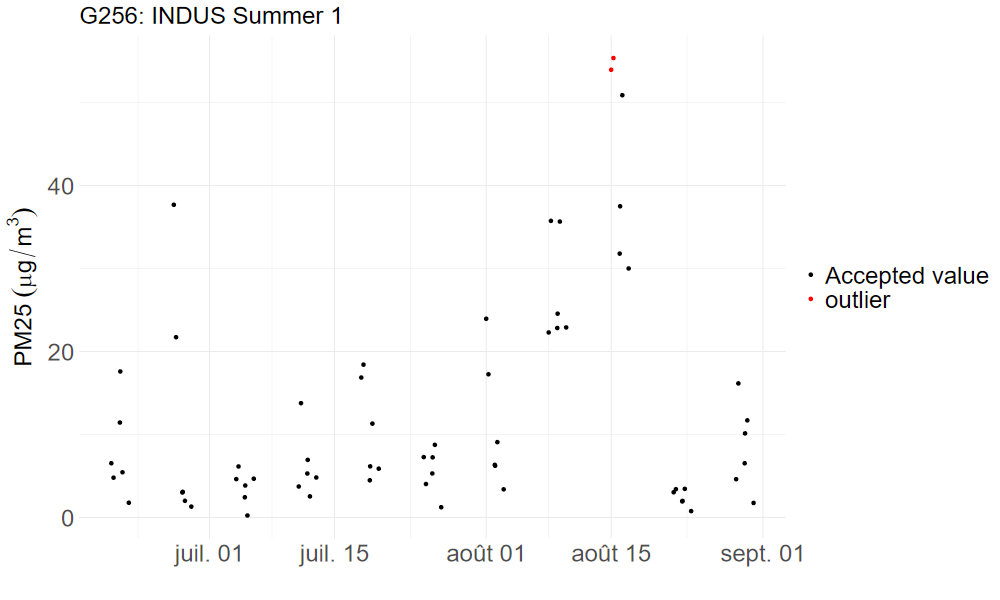 G256: INDUS Summer 1
PM25 (μg/m³)
40
20
0
juil. 01
juil. 15
août 01
août 15
sept. 01
Accepted value
outlier